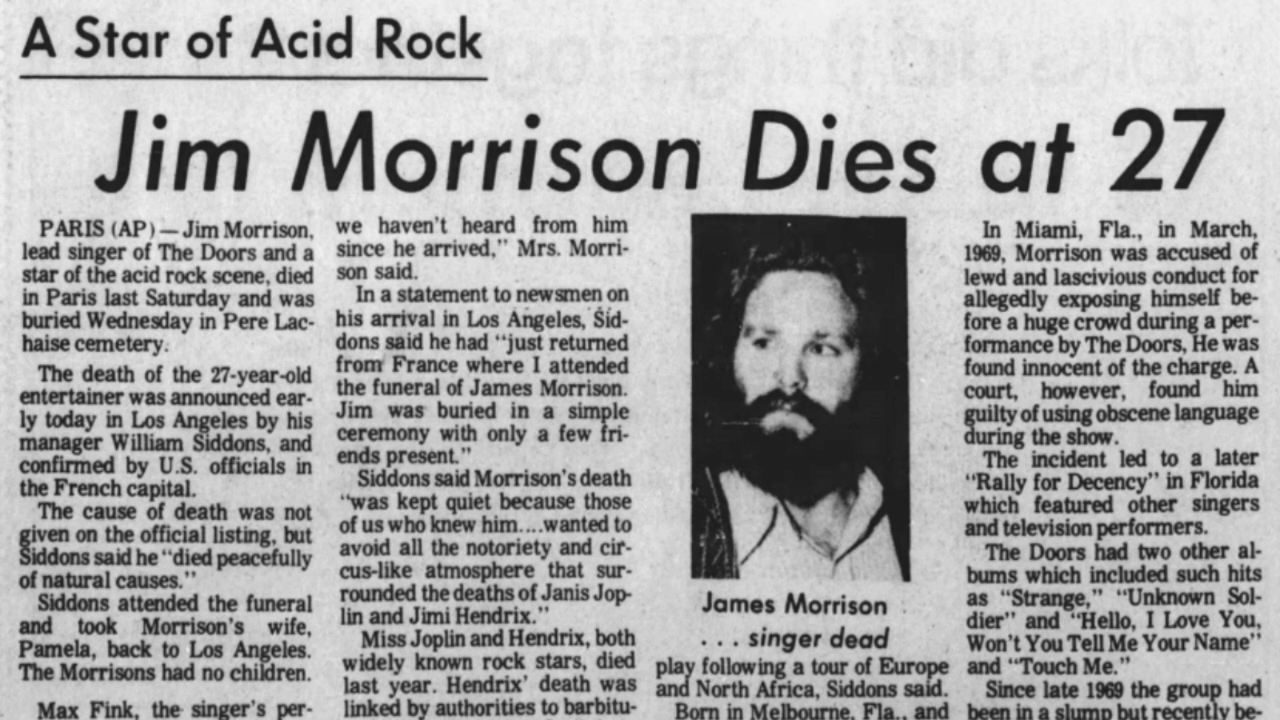 A Star of Acid Rock
Jim Morrison Dies at 27
PARIS (AP) — Jim Morrison,
lead singer of The Doors and a
star of the acid rock scene, died
in Paris last Saturday and was
buried Wednesday in Pere Lac-
haise cemetery.
The death of the 27-year-old
entertainer was announced ear-
ly today in Los Angeles by his
manager William Siddons, and
confirmed by U.S. officials in
the French capital.
The cause of death was not
given on the official listing, but
Siddons said he "died peacefully
of natural causes."
Siddons attended the funeral
and took Morrison's wife,
Pamela, back to Los Angeles.
The Morrisons had no children.
Max Fink, the singer's per-
we haven't heard from him
since he arrived," Mrs. Morri-
son said.
In a statement to newsmen on
his arrival in Los Angeles, Sid-
dons said he had "just returned
from France where I attended
the funeral of James Morrison.
Jim was buried in a simple
ceremony with only a few fri-
ends present."
Siddons said Morrison's death
"was kept quiet because those
of us who knew him....wanted to
avoid all the notoriety and cir-
cus-like atmosphere that sur-
rounded the deaths of Janis Jop-
lin and Jimi Hendrix."
Miss Joplin and Hendrix, both
widely known rock stars, died
last year. Hendrix' death was
linked by authorities to barbitu-
James Morrison
. . . singer dead
play following a tour of Europe
and North Africa, Siddons said.
Born in Melbourne, Fla., and
In Miami, Fla., in March,
1969, Morrison was accused of
lewd and lascivious conduct for
allegedly exposing himself be-
fore a huge crowd during a per-
formance by The Doors, He was
found innocent of the charge. A
court, however, found him
guilty of using obscene language
during the show.
The incident led to a later
"Rally for Decency" in Florida
which featured other singers
and television performers.
The Doors had two other al-
bums which included such hits
as "Strange," "Unknown Sol-
dier" and "Hello, I Love You,
Won't You Tell Me Your Name"
and "Touch Me."
Since late 1969 the group had
been in a slump but recently be-